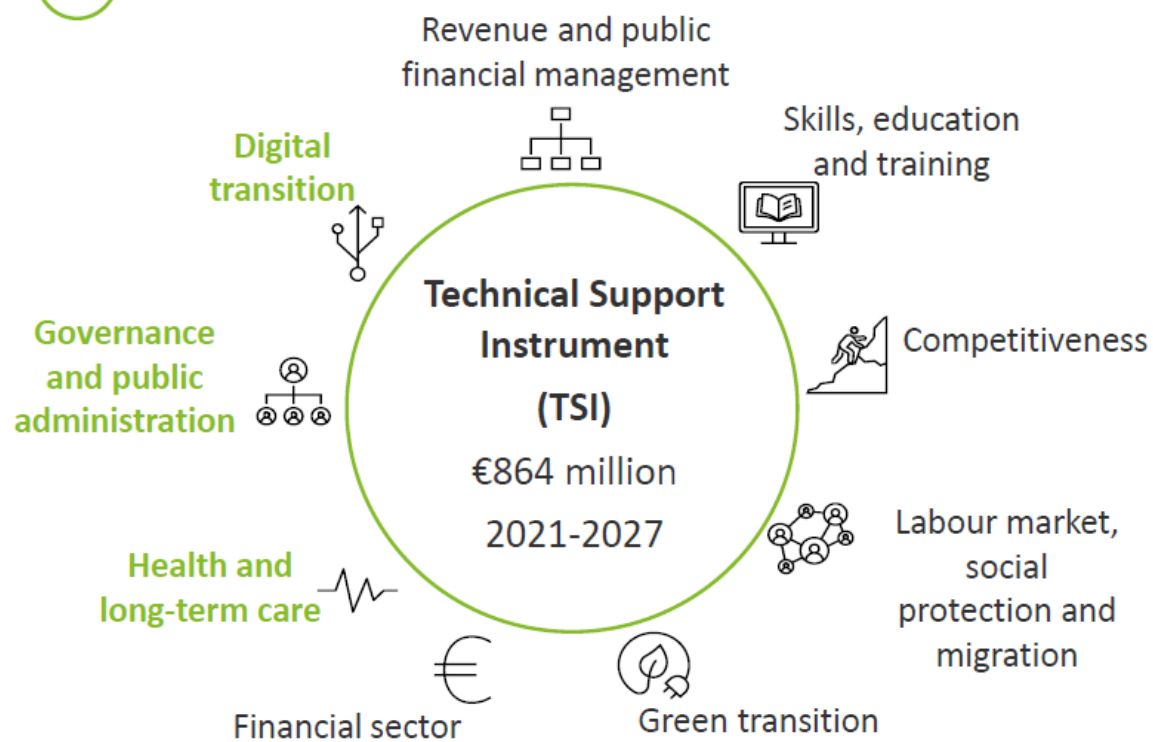 Revenue and public
financial management
Skills, education
and training
Competitiveness
Labour market,
social
protection and
migration
Green transition
Financial sector
Health and
long-term care
Governance
and public
administration
Digital
transition
Technical Support
Instrument
(TSI)
€864 million
2021-2027